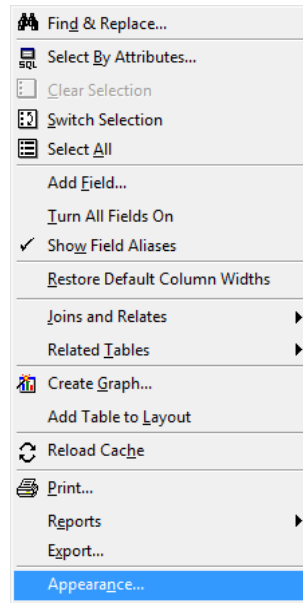 Find & Replace...
SQL
Select By Attributes...
Clear Selection
Switch Selection
Select All
Add Field...
Turn All Fields On
Show Field Aliases
Restore Default Column Widths
Joins and Relates
Related Tables
Create Graph...
Add Table to Layout
Reload Cache
Print...
Reports
Export...
Appearance...